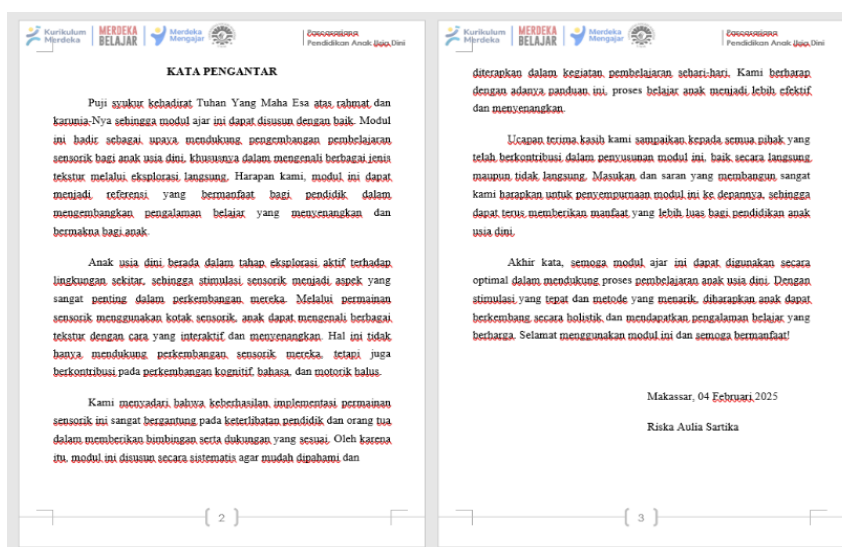 Kurikulum Merdeka
MERDEKA BELAJAR
Merdeka Mengajar
Pascasarjana
Pendidikan Anak Usia Dini
KATA PENGANTAR
Puji syukur kehadirat Tuhan Yang Maha Esa atas rahmat dan
karunia-Nya sehingga modul ajar ini dapat disusun dengan baik. Modul
ini hadir sebagai upaya mendukung pengembangan pembelajaran
sensorik bagi anak usia dini, khususnya dalam mengenali berbagai jenis
tekstur melalui eksplorasi langsung. Harapan kami, modul ini dapat
menjadi referensi yang bermanfaat bagi pendidik dalam
mengembangkan pengalaman belajar yang menyenangkan dan
bermakna bagi anak.
Anak usia dini berada dalam tahap eksplorasi aktif terhadap
lingkungan sekitar, sehingga stimulasi sensorik menjadi aspek yang
sangat penting dalam perkembangan mereka. Melalui permainan
sensorik menggunakan kotak sensorik, anak dapat mengenali berbagai
tekstur dengan cara yang interaktif dan menyenangkan. Hal ini tidak
hanya mendukung perkembangan sensorik mereka, tetapi juga
berkontribusi pada perkembangan kognitif, bahasa, dan motorik halus.
Kami menyadari bahwa keberhasilan implementasi permainan
sensorik ini sangat bergantung pada keterlibatan pendidik dan orang tua
dalam memberikan bimbingan serta dukungan yang sesuai. Oleh karena
itu, modul ini disusun secara sistematis agar mudah dipahami dan
2
Kurikulum Merdeka
MERDEKA BELAJAR
Merdeka Mengajar
Pascasarjana
Pendidikan Anak Usia Dini
diterapkan dalam kegiatan pembelajaran sehari-hari. Kami berharap
dengan adanya panduan ini, proses belajar anak menjadi lebih efektif
dan menyenangkan.
Ucapan terima kasih kami sampaikan kepada semua pihak yang
telah berkontribusi dalam penyusunan modul ini, baik secara langsung
maupun tidak langsung. Masukan dan saran yang membangun sangat
kami harapkan untuk penyempurnaan modul ini ke depannya, sehingga
dapat terus memberikan manfaat yang lebih luas bagi pendidikan anak
usia dini.
Akhir kata, semoga modul ajar ini dapat digunakan secara
optimal dalam mendukung proses pembelajaran anak usia dini. Dengan
stimulasi yang tepat dan metode yang menarik, diharapkan anak dapat
berkembang secara holistik dan mendapatkan pengalaman belajar yang
berharga. Selamat menggunakan modul ini dan semoga bermanfaat!
Makassar, 04 Februari 2025
Riska Aulia Sartika
3